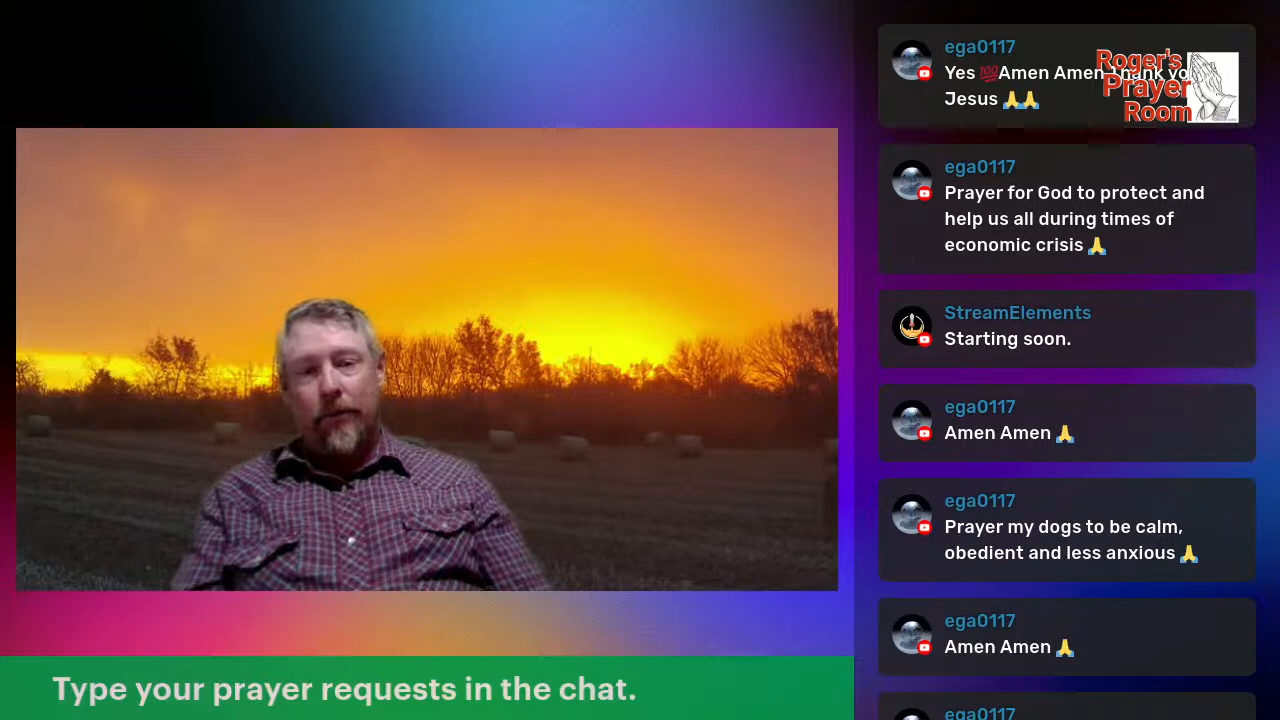 ega0117
Yes 💯Amen Amen
Jesus 🙏🙏
Roger's
Prayer
Room
ega0117
Prayer for God to protect and
help us all during times of
economic crisis 🙏
StreamElements
Starting soon.
ega0117
Amen Amen 🙏
ega0117
Prayer my dogs to be calm,
obedient and less anxious 🙏
ega0117
Amen Amen 🙏
ega0117
Type your prayer requests in the chat.